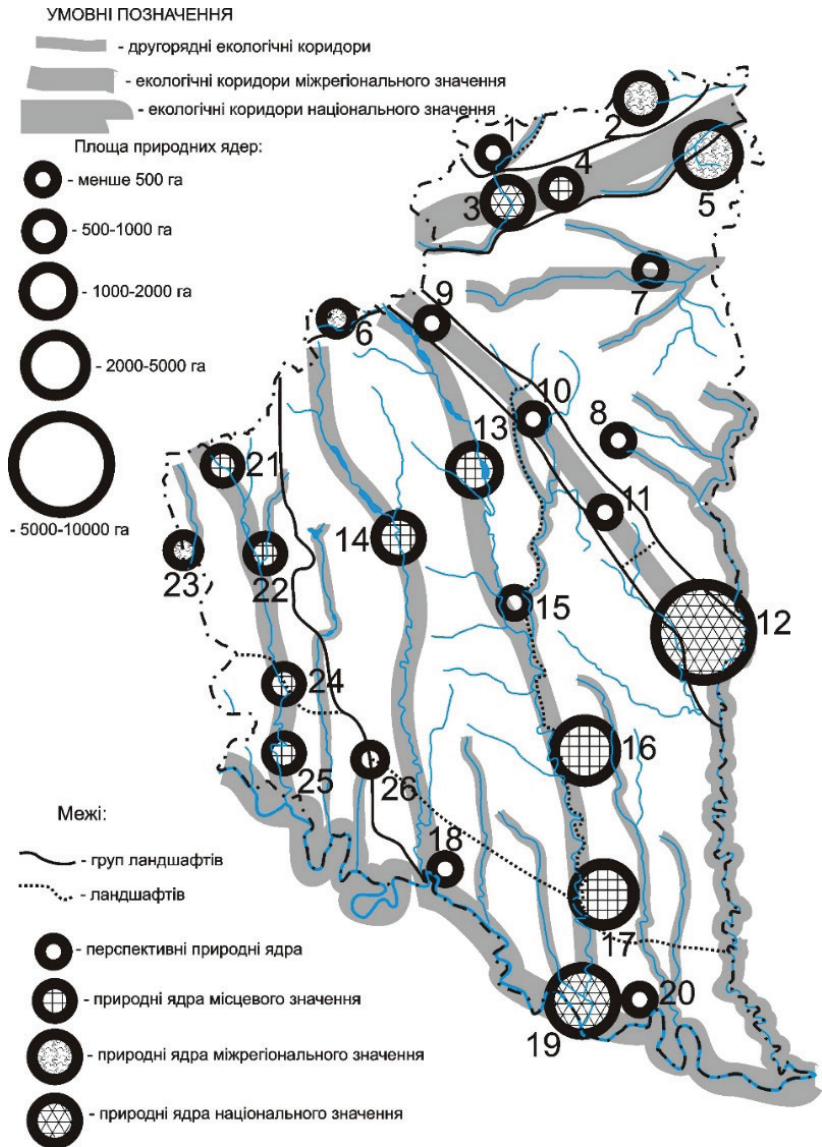 УМОВНІ ПОЗНАЧЕННЯ
- другорядні екологічні коридори
- екологічні коридори міжрегіонального значення
- екологічні коридори національного значення
Площа природних ядер:
- менше 500 га
- 500-1000 га
- 1000-2000 га
- 2000-5000 га
- 5000-10000 га
1
2
3
4
5
6
7
8
9
10
11
12
13
14
15
16
17
18
19
20
21
22
23
24
25
26
Межі:
- груп ландшафтів
- ландшафтів
- перспективні природні ядра
- природні ядра місцевого значення
- природні ядра міжрегіонального значення
- природні ядра національного значення